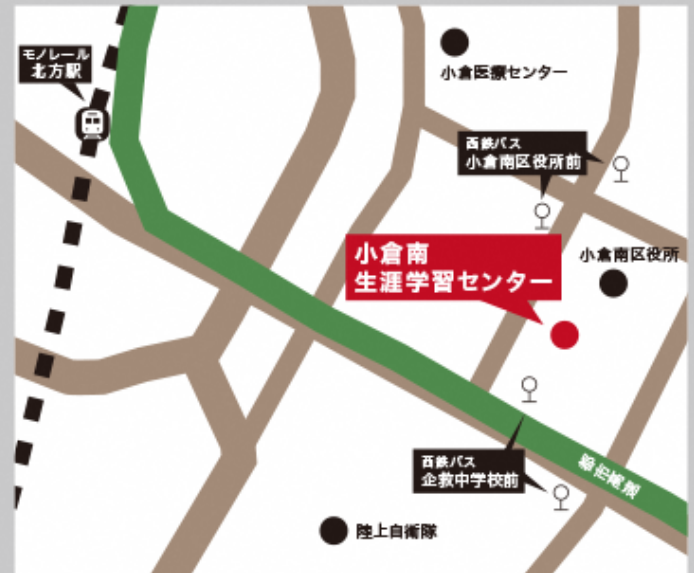 モノレール
北方駅
小倉医療センター
西鉄バス
小倉南区役所前
小倉南
生涯学習センター
小倉南区役所
西鉄バス
企救中学校前
陸上自衛隊